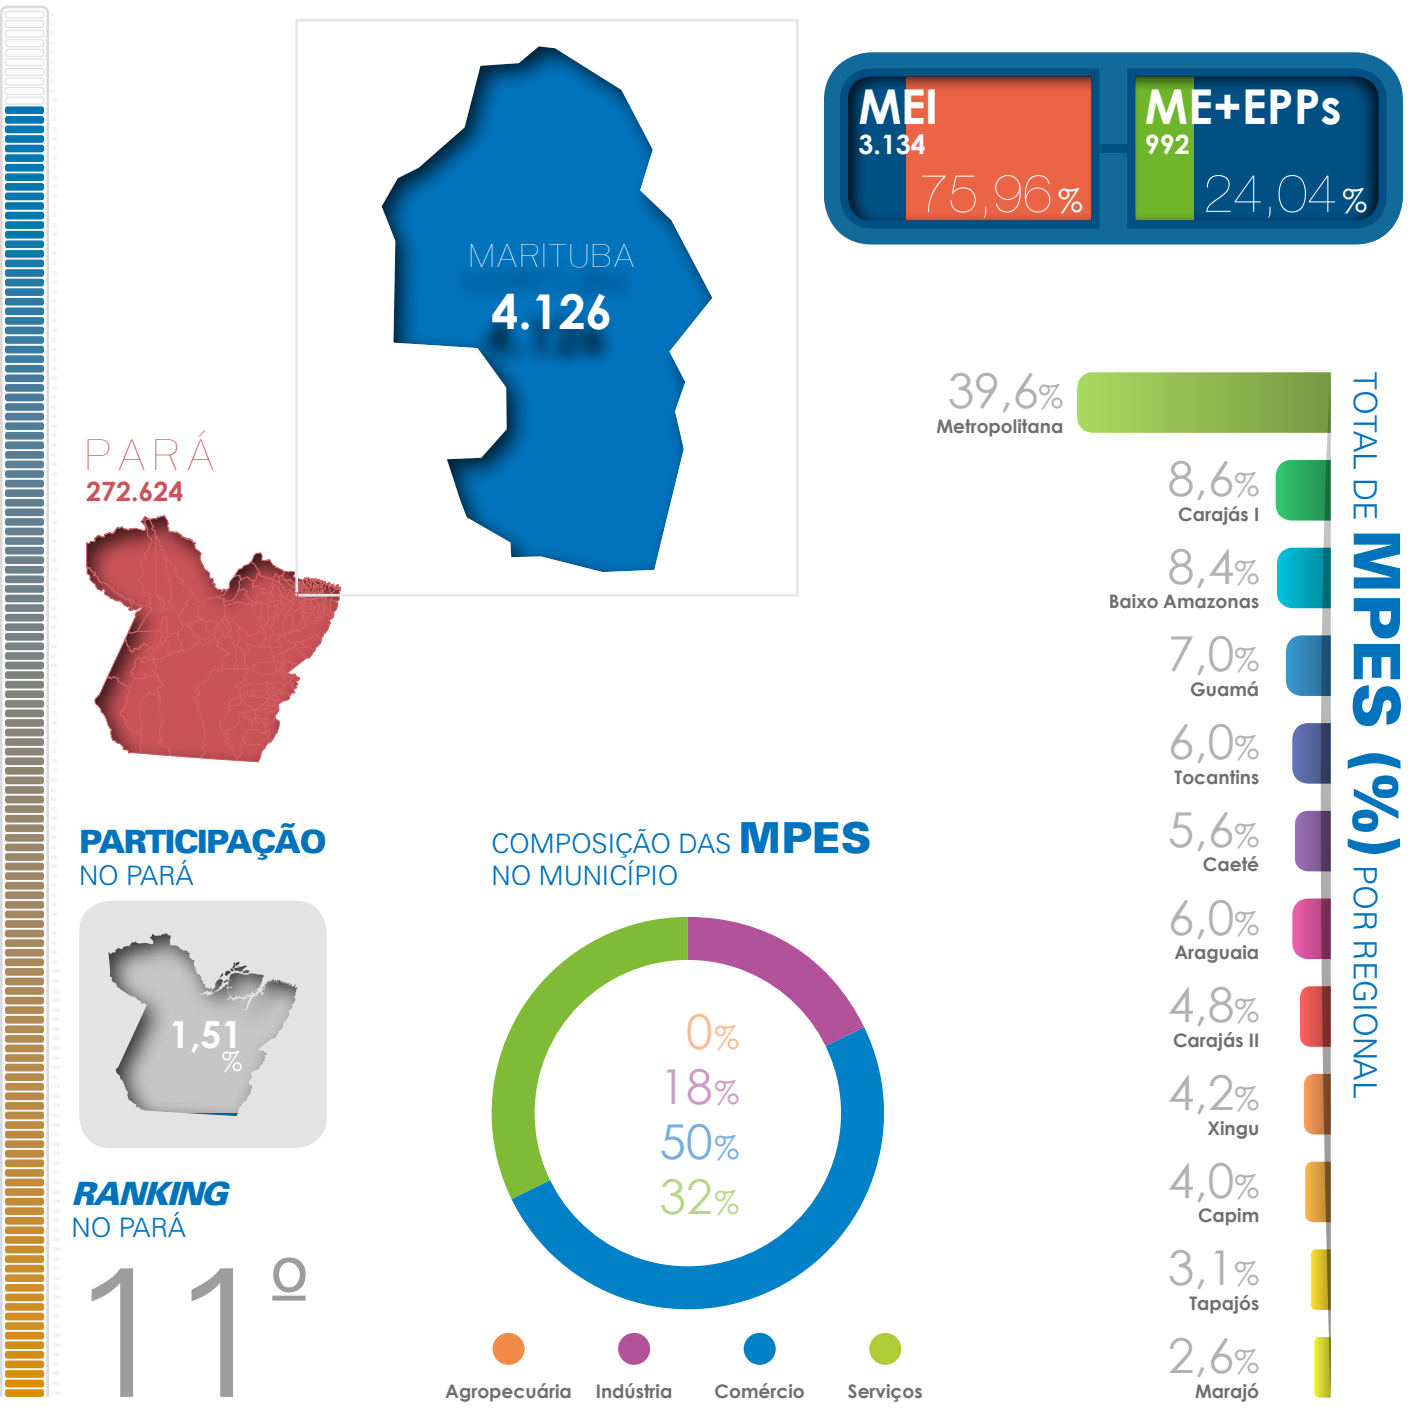 MEI
3.134
75,96%
ME+EPPs
992
24,04%
MARITUBA
4.126
PARÁ
272.624
TOTAL DE MPES (%) POR REGIONAL
39,6%
Metropolitana
8,6%
Carajás I
8,4%
Baixo Amazonas
7,0%
Guamá
6,0%
Tocantins
5,6%
Caeté
6,0%
Araguaia
4,8%
Carajás II
4,2%
Xingu
4,0%
Capim
3,1%
Tapajós
2,6%
Marajó
PARTICIPAÇÃO
NO PARÁ
1,51
%
RANKING
NO PARÁ
11º
COMPOSIÇÃO DAS MPES
NO MUNICÍPIO
0%
18%
50%
32%
Agropecuária
Indústria
Comércio
Serviços